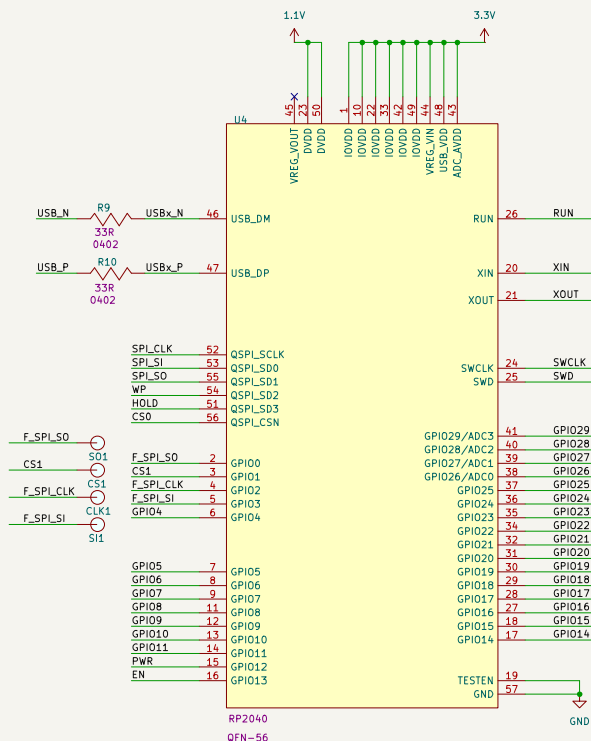 1.1V 3.3V
45 23 50 1 10 22 33 42 49 44 48 43
U4
VREG_VOUT DVDD DVDD IOVDD IOVDD IOVDD IOVDD IOVDD IOVDD VREG_VIN USB_VDD ADC_AVDD
USB_N R9 USBx_N 46 USB_DM RUN 26 RUN
33R
0402
USB_P R10 USBx_P 47 USB_DP XIN 20 XIN
33R
0402
XOUT 21 XOUT
SPI_CLK 52 QSPI_SCLK
SPI_SI 53 QSPI_SD0 SWCLK 24 SWCLK
SPI_SO 55 QSPI_SD1 SWD 25 SWD
WP 54 QSPI_SD2
HOLD 51 QSPI_SD3
CS0 56 QSPI_CSN
GPIO29/ADC3 41 GPIO29
F_SPI_SO SO1 GPIO28/ADC2 40 GPIO28
F_SPI_SO 2 GPIO0 GPIO27/ADC1 39 GPIO27
CS1 CS1 CS1 3 GPIO1 GPIO26/ADC0 38 GPIO26
F_SPI_CLK 4 GPIO2 GPIO25 37 GPIO25
F_SPI_CLK CLK1 F_SPI_SI 5 GPIO3 GPIO24 36 GPIO24
GPIO4 6 GPIO4 GPIO23 35 GPIO23
F_SPI_SI SI1 GPIO22 34 GPIO22
GPIO21 32 GPIO21
GPIO20 31 GPIO20
GPIO5 7 GPIO5 GPIO19 30 GPIO19
GPIO6 8 GPIO6 GPIO18 29 GPIO18
GPIO7 9 GPIO7 GPIO17 28 GPIO17
GPIO8 11 GPIO8 GPIO16 27 GPIO16
GPIO9 12 GPIO9 GPIO15 18 GPIO15
GPIO10 13 GPIO10 GPIO14 17 GPIO14
GPIO11 14 GPIO11
PWR 15 GPIO12
EN 16 GPIO13 TESTEN 19
GND 57
GND
RP2040
QFN-56